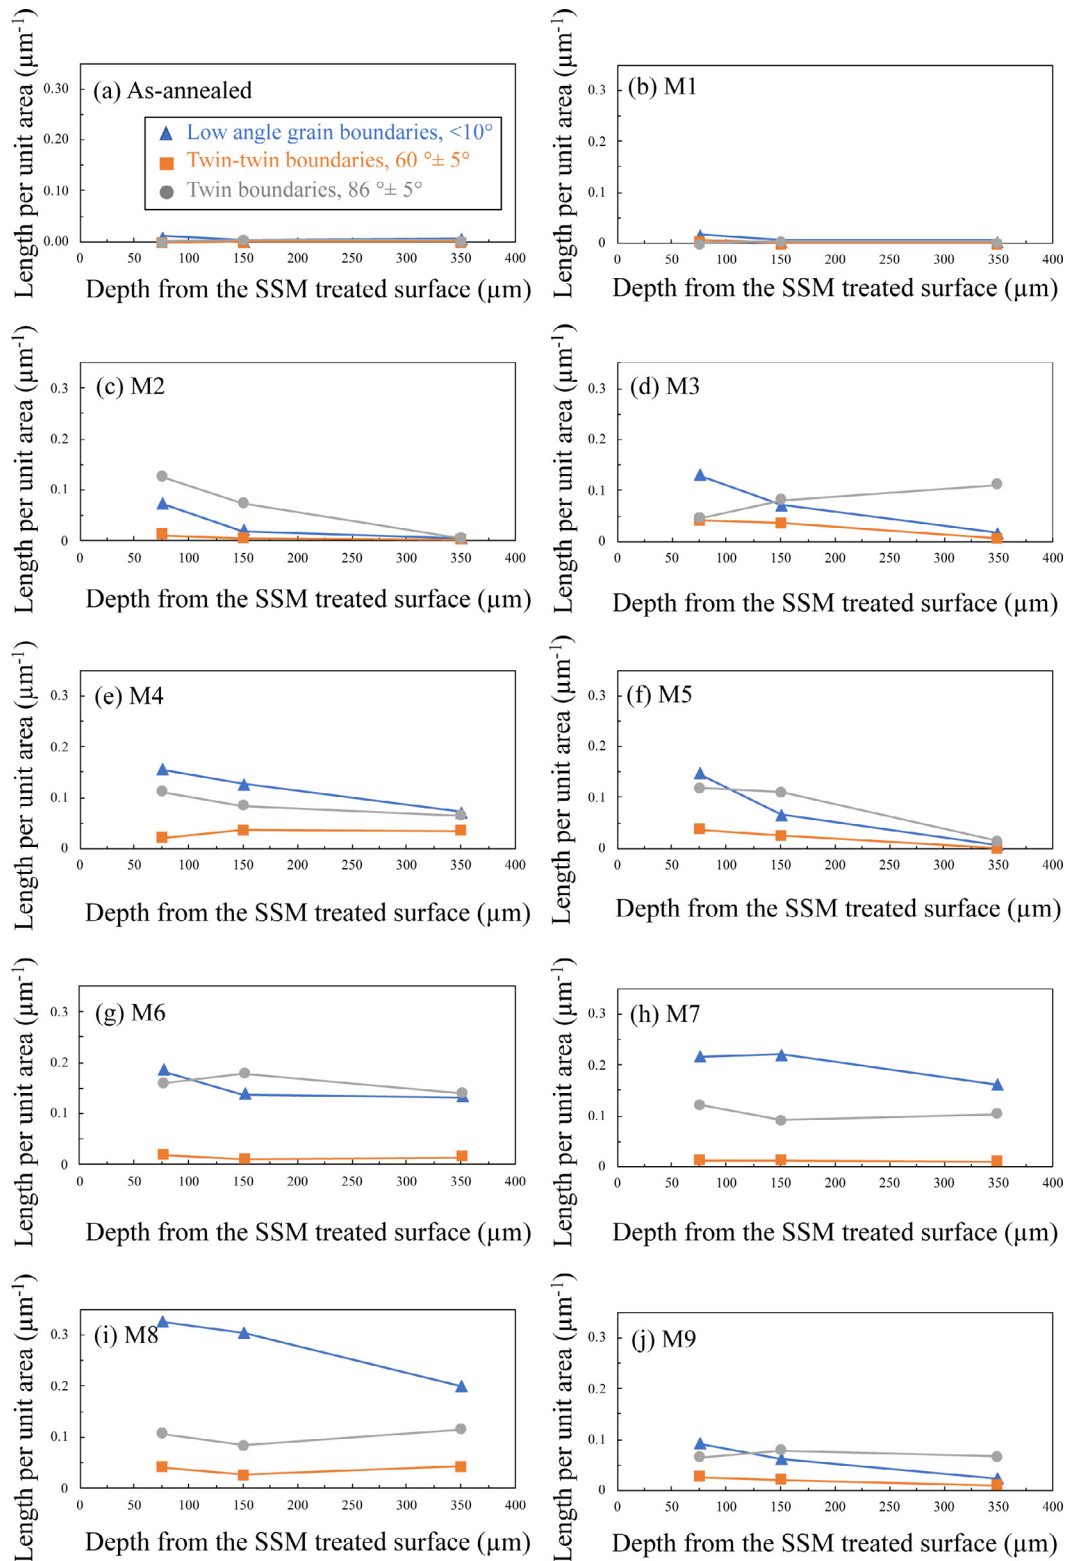 Length per unit area (µm⁻¹)
(a) As-annealed
Low angle grain boundaries, <10°
Twin-twin boundaries, 60 °± 5°
Twin boundaries, 86 °± 5°
0.30
0.20
0.10
0.00
0 50 100 150 200 250 300 350 400
Depth from the SSM treated surface (µm)
Length per unit area (µm⁻¹)
(b) M1
0.3
0.2
0.1
0
0 50 100 150 200 250 300 350 400
Depth from the SSM treated surface (µm)
Length per unit area (µm⁻¹)
(c) M2
0.3
0.2
0.1
0
0 50 100 150 200 250 300 350 400
Depth from the SSM treated surface (µm)
Length per unit area (µm⁻¹)
(d) M3
0.3
0.2
0.1
0
0 50 100 150 200 250 300 350 400
Depth from the SSM treated surface (µm)
Length per unit area (µm⁻¹)
(e) M4
0.3
0.2
0.1
0
0 50 100 150 200 250 300 350 400
Depth from the SSM treated surface (µm)
Length per unit area (µm⁻¹)
(f) M5
0.3
0.2
0.1
0
0 50 100 150 200 250 300 350 400
Depth from the SSM treated surface (µm)
Length per unit area (µm⁻¹)
(g) M6
0.3
0.2
0.1
0
0 50 100 150 200 250 300 350 400
Depth from the SSM treated surface (µm)
Length per unit area (µm⁻¹)
(h) M7
0.3
0.2
0.1
0
0 50 100 150 200 250 300 350 400
Depth from the SSM treated surface (µm)
Length per unit area (µm⁻¹)
(i) M8
0.3
0.2
0.1
0
0 50 100 150 200 250 300 350 400
Depth from the SSM treated surface (µm)
Length per unit area (µm⁻¹)
(j) M9
0.3
0.2
0.1
0
0 50 100 150 200 250 300 350 400
Depth from the SSM treated surface (µm)